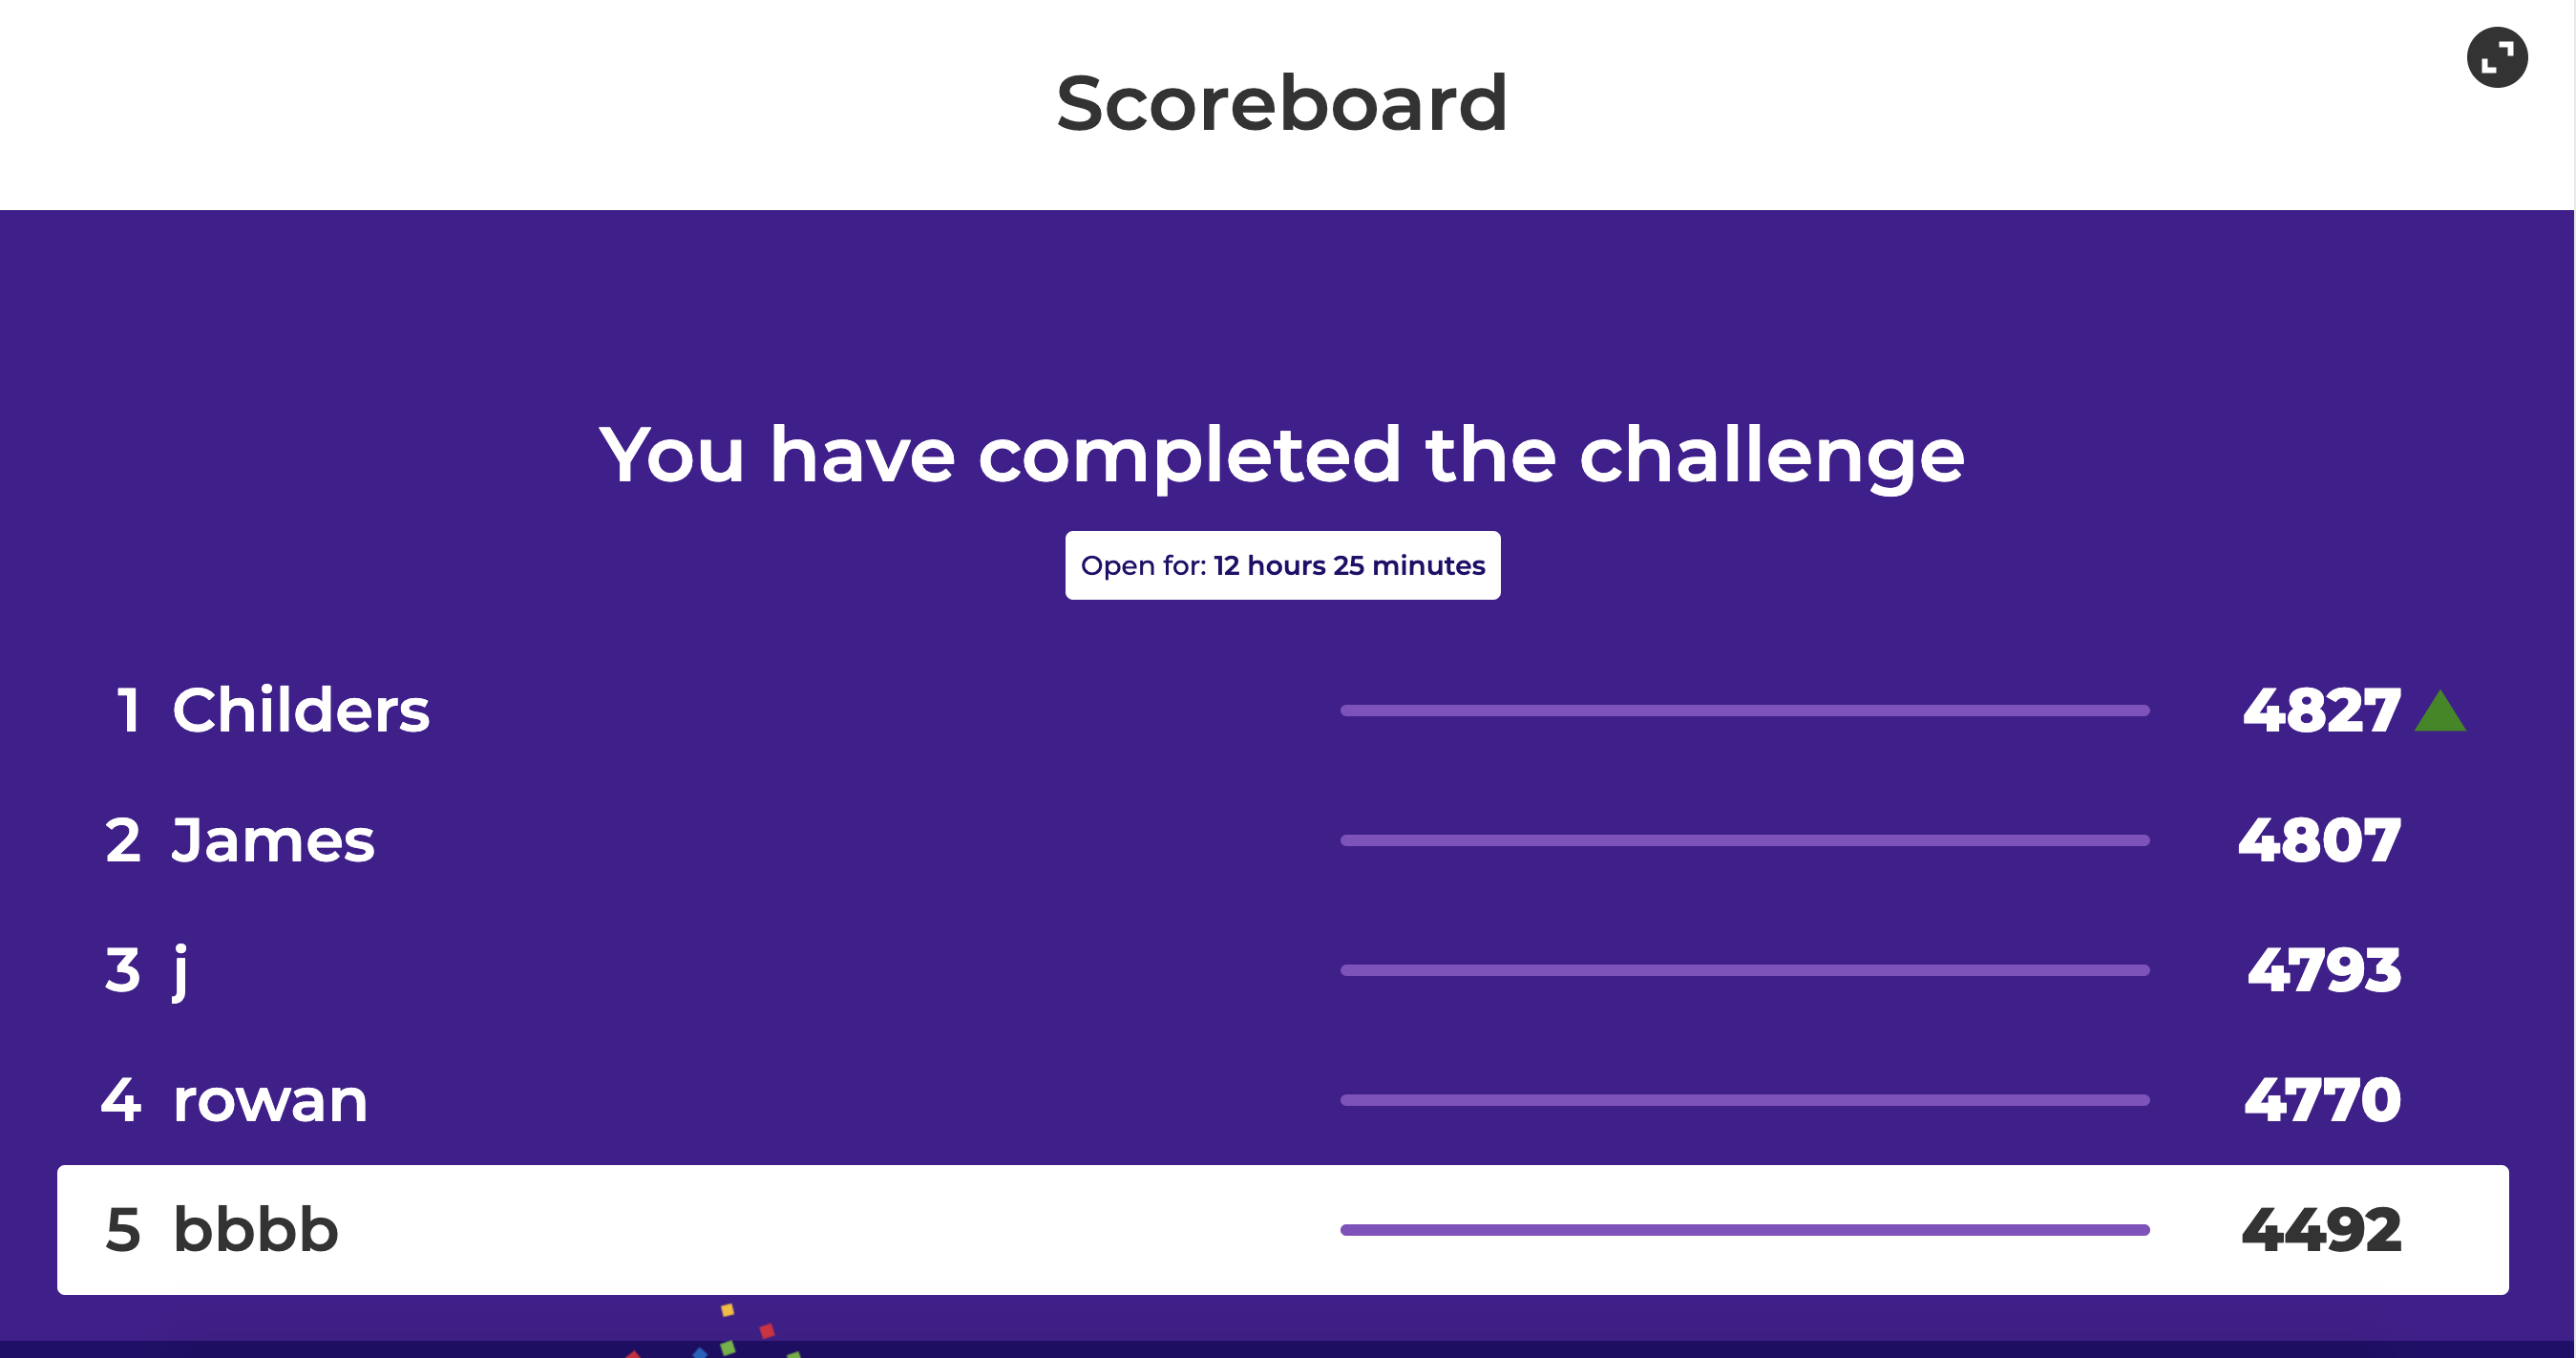 Scoreboard
You have completed the challenge
Open for: 12 hours 25 minutes
1 Childers 4827
2 James 4807
3 j 4793
4 rowan 4770
5 bbbb 4492